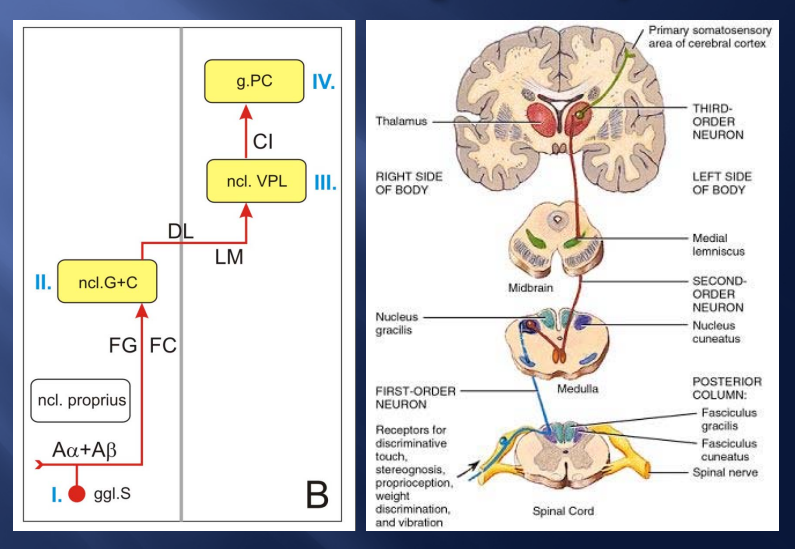 g.PC
IV.
CI
ncl. VPL
III.
DL
LM
II.
ncl.G+C
FG
FC
ncl. proprius
Aα+Aβ
I.
ggl.S
B
Primary somatosensory
area of cerebral cortex
Thalamus
THIRD-
ORDER
NEURON
RIGHT SIDE
OF BODY
LEFT SIDE
OF BODY
Medial
lemniscus
Midbrain
SECOND-
ORDER
NEURON
Nucleus
gracilis
Nucleus
cuneatus
Medulla
FIRST-ORDER
NEURON
POSTERIOR
COLUMN:
Fasciculus
gracilis
Fasciculus
cuneatus
Spinal nerve
Receptors for
discriminative
touch,
stereognosis,
proprioception,
weight
discrimination,
and vibration
Spinal Cord